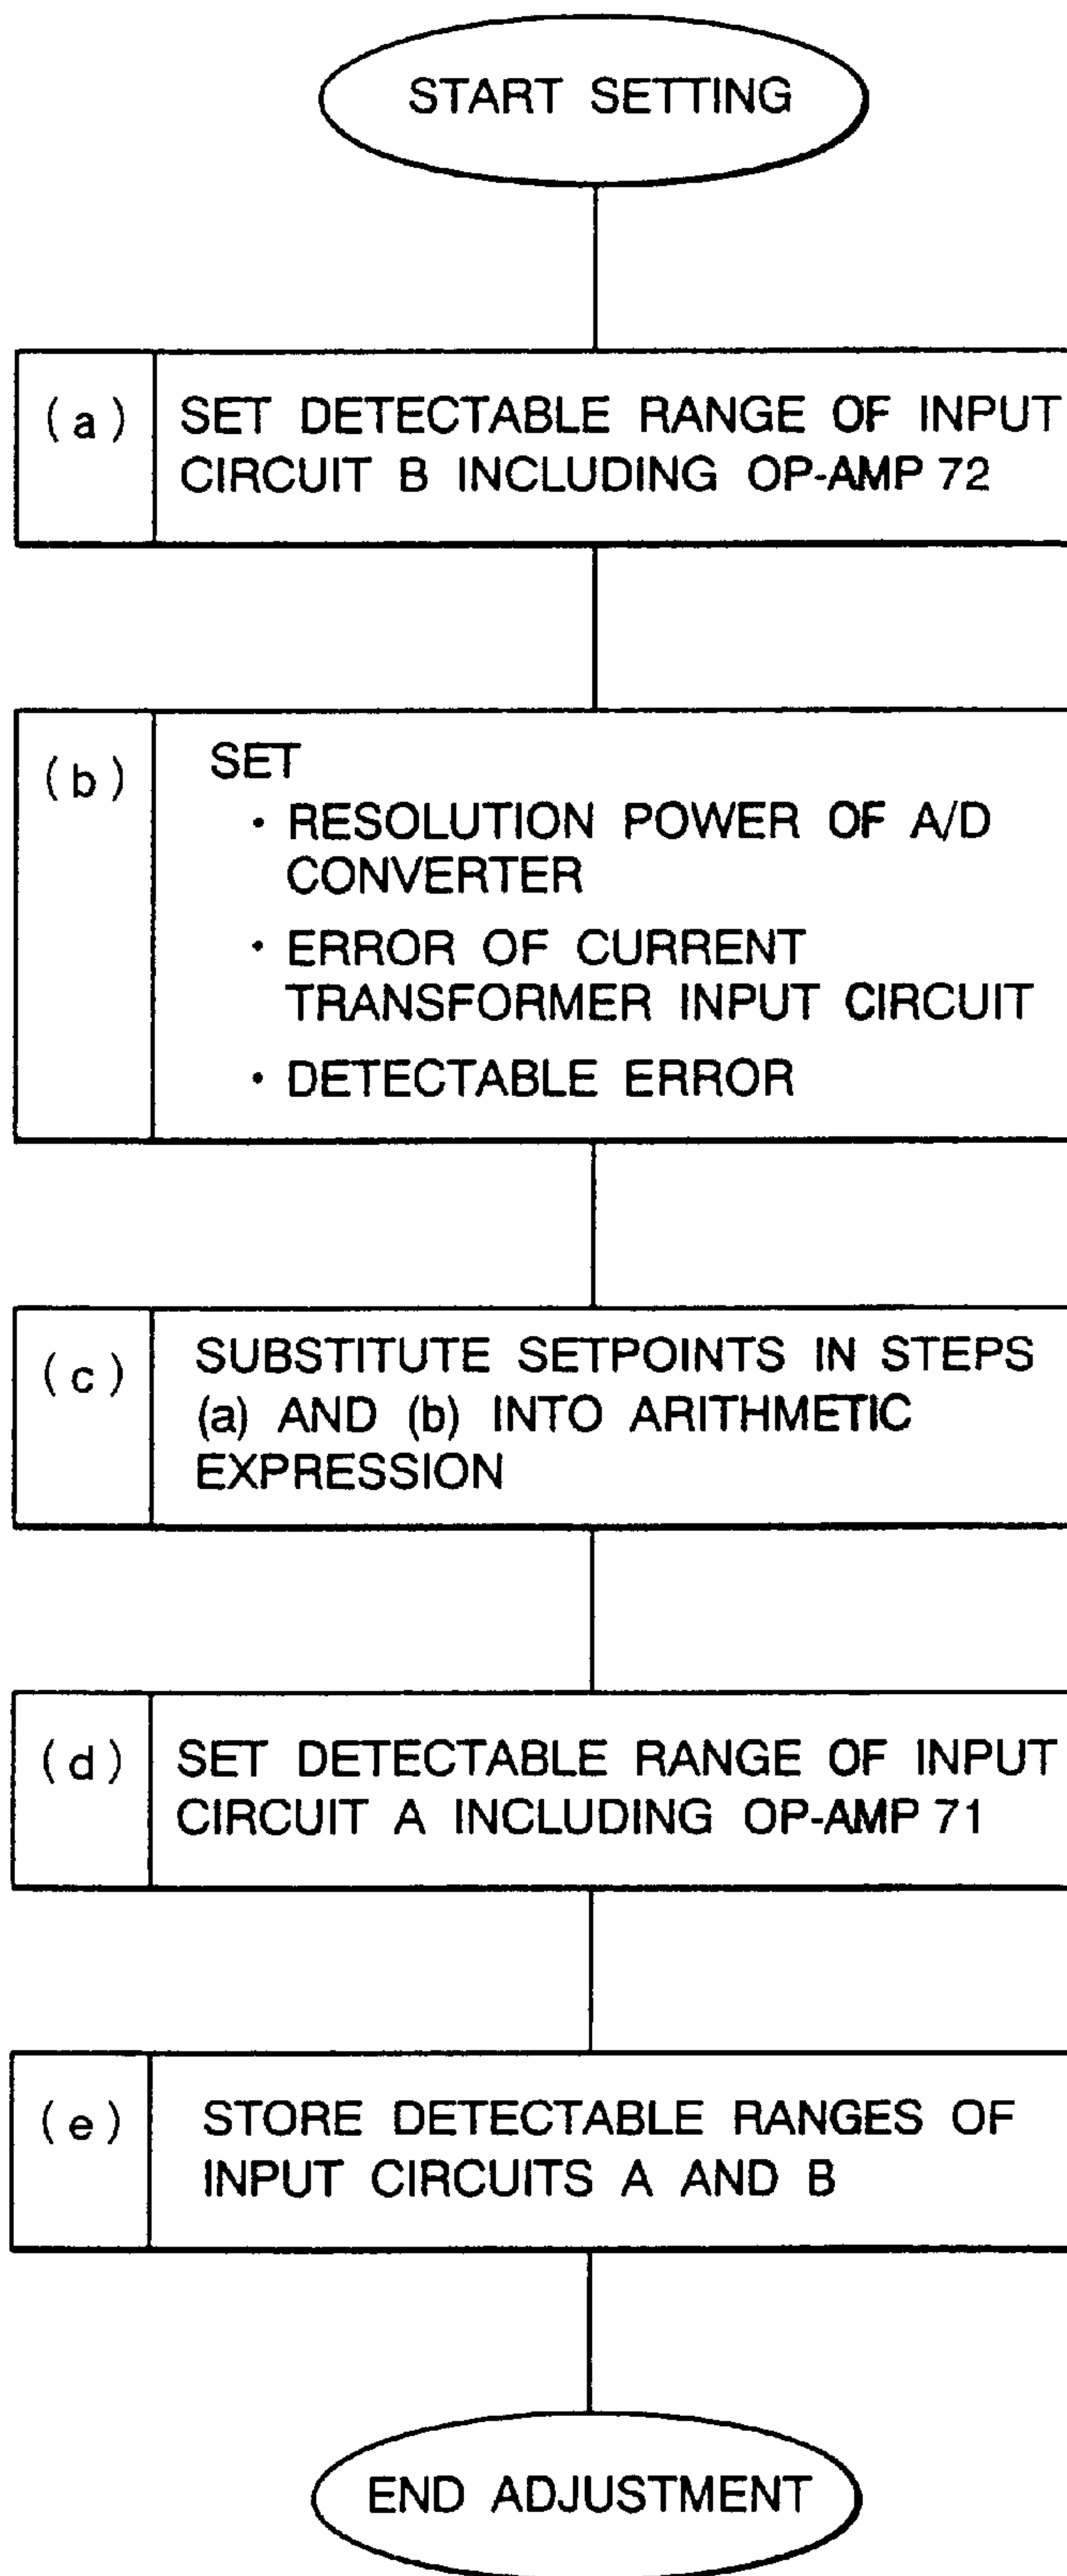 START SETTING
(a) SET DETECTABLE RANGE OF INPUT
CIRCUIT B INCLUDING OP-AMP 72
(b) SET
· RESOLUTION POWER OF A/D
CONVERTER
· ERROR OF CURRENT
TRANSFORMER INPUT CIRCUIT
· DETECTABLE ERROR
(c) SUBSTITUTE SETPOINTS IN STEPS
(a) AND (b) INTO ARITHMETIC
EXPRESSION
(d) SET DETECTABLE RANGE OF INPUT
CIRCUIT A INCLUDING OP-AMP 71
(e) STORE DETECTABLE RANGES OF
INPUT CIRCUITS A AND B
END ADJUSTMENT